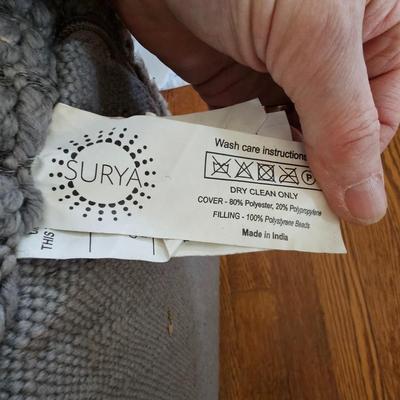 SURYA
Wash care instructions
P
DRY CLEAN ONLY
COVER - 80% Polyester, 20% Polypropylene
FILLING - 100% Polystyrene Beads
Made in India
THIS